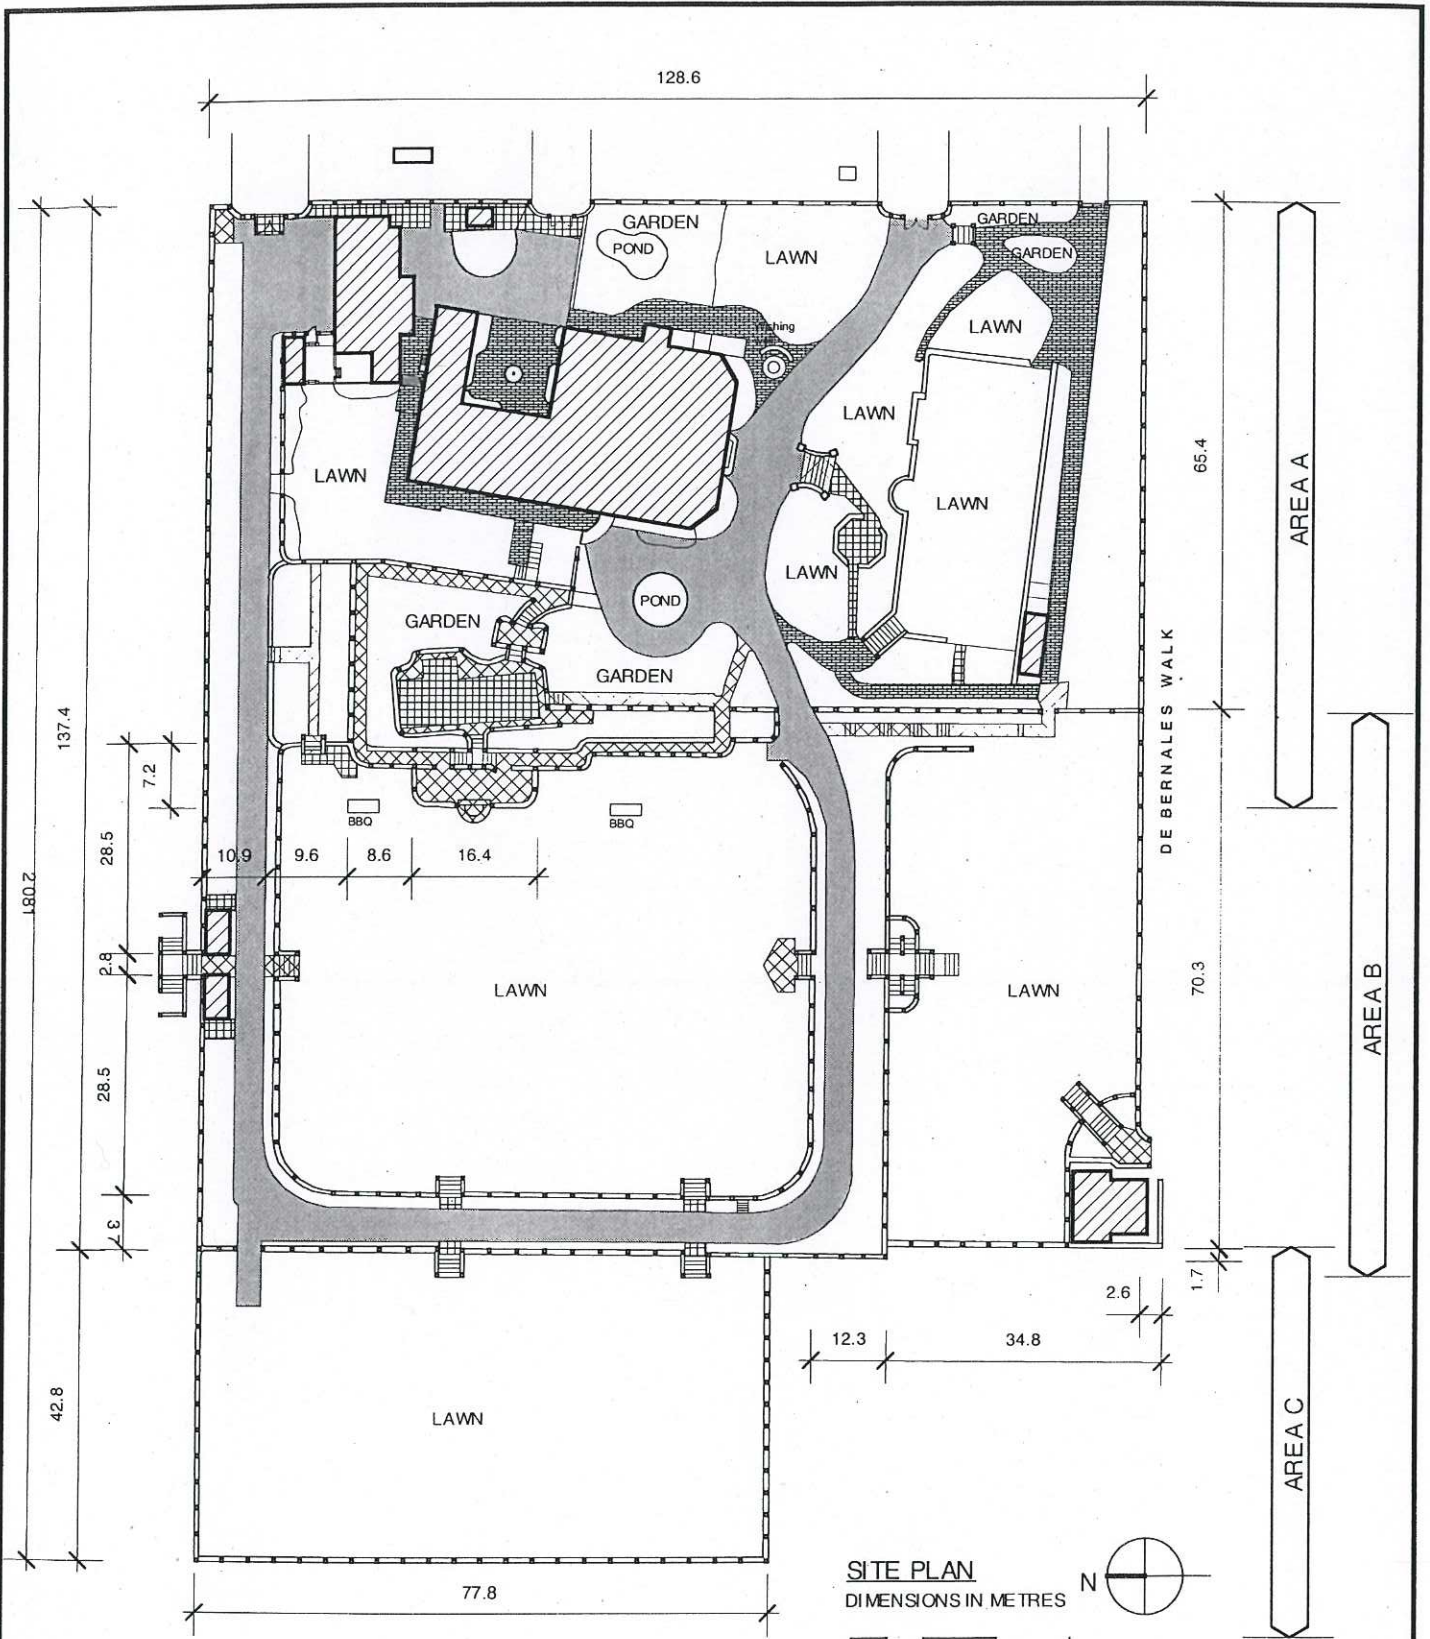 128.6
GARDEN
POND
LAWN
GARDEN
GARDEN
LAWN
LAWN
LAWN
LAWN
LAWN
POND
GARDEN
GARDEN
65.4
AREA A
DE BERNALES WALK
137.4
7.2
28.5
BBQ
BBQ
10.9
9.6
8.6
16.4
2.8
LAWN
LAWN
70.3
AREA B
28.5
3.7
1.7
2.6
12.3
34.8
42.8
LAWN
AREA C
77.8
SITE PLAN
DIMENSIONS IN METRES
N